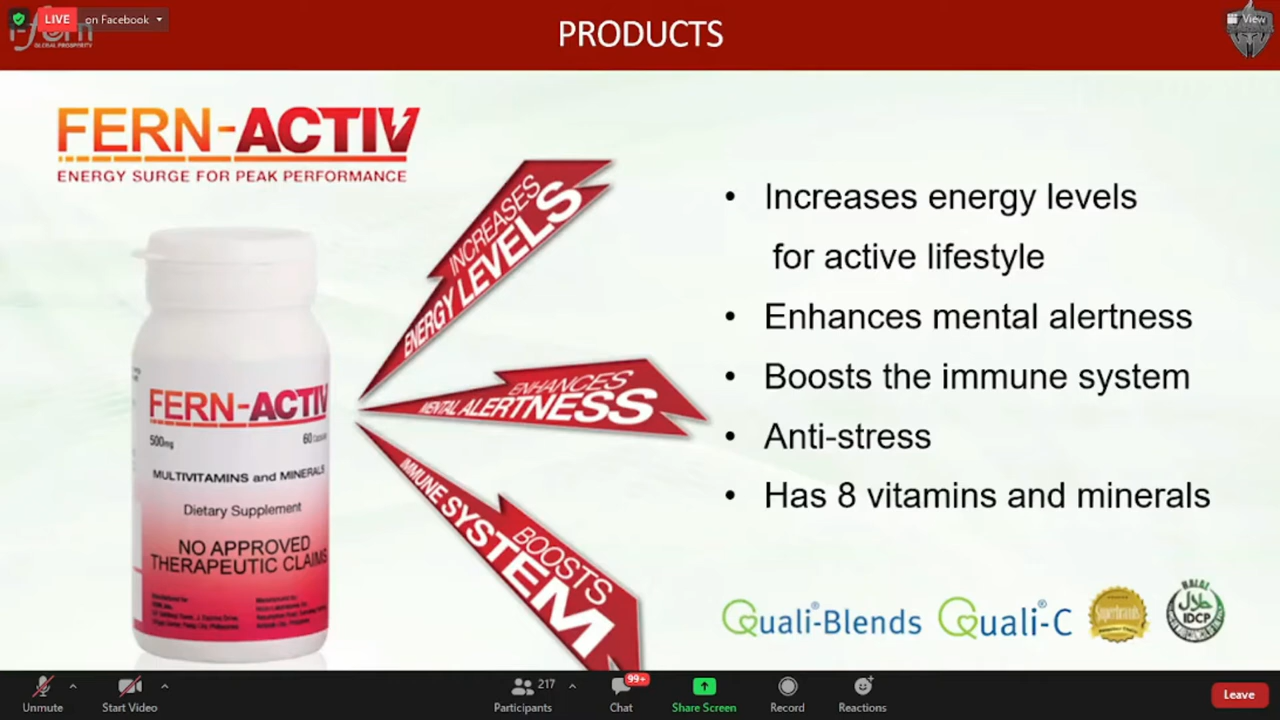 LIVE on Facebook
GLOBAL PROSPERITY
PRODUCTS
View
FERN-ACTIV
ENERGY SURGE FOR PEAK PERFORMANCE
INCREASES
ENERGY LEVELS
ENHANCES
MENTAL ALERTNESS
BOOSTS
IMMUNE SYSTEM
FERN-ACTIV
500mg 60 Capsules
MULTIVITAMINS and MINERALS
Dietary Supplement
NO APPROVED
THERAPEUTIC CLAIMS
• Increases energy levels
for active lifestyle
• Enhances mental alertness
• Boosts the immune system
• Anti-stress
• Has 8 vitamins and minerals
Quali®-Blends
Quali®-C
Superbrands
HALAL
حلال
IDCP
217 99+
Unmute Start Video Participants Chat Share Screen Record Reactions Leave